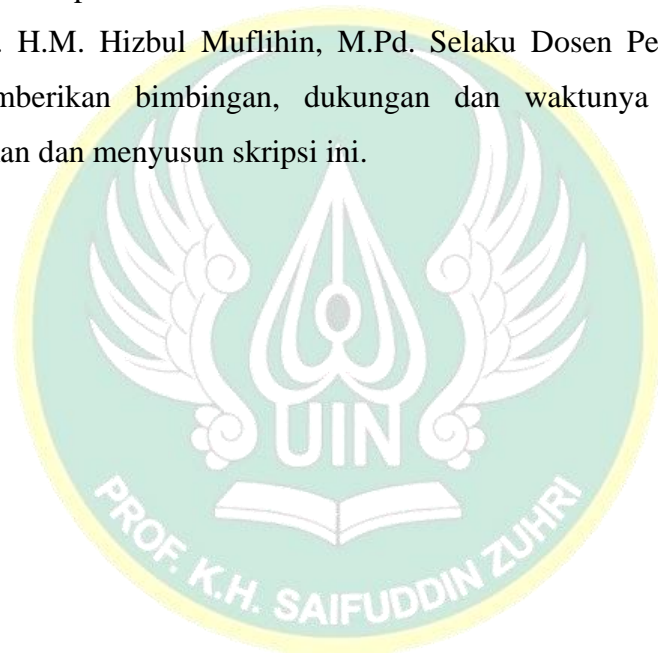 . H.M. Hizbul Muflihin, M.Pd. Selaku Dosen Pe
mberikan bimbingan, dukungan dan waktunya
an dan menyusun skripsi ini.
UIN
PROF. K.H. SAIFUDDIN ZUHRI